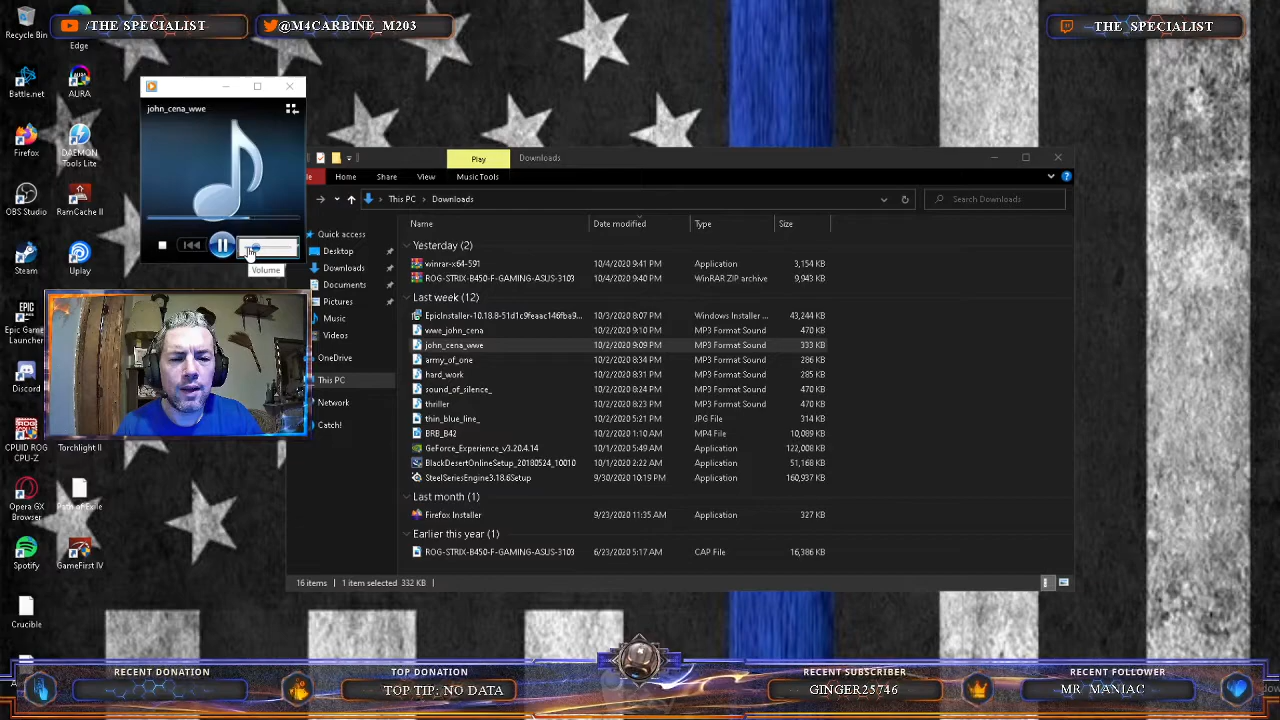 /THE SPECIALIST
@M4CARBINE_M203
THE SPECIALIST
Recycle Bin
Edge
Battle.net
AURA
Firefox
DAEMON Tools Lite
OBS Studio
RamCache II
Steam
Uplay
Epic Games Launcher
Discord
CPUID ROG CPU-Z
Torchlight II
Opera GX Browser
Path of Exile
Spotify
GameFirst IV
Crucible
john_cena_wwe
Volume
Play
Downloads
Home
Share
View
Music Tools
This PC
Downloads
Search Downloads
Name
Date modified
Type
Size
Quick access
Desktop
Downloads
Documents
Pictures
Music
Videos
OneDrive
This PC
Network
Catch!
Yesterday (2)
winrar-x64-591 10/4/2020 9:41 PM Application 3,154 KB
ROG-STRIX-B450-F-GAMING-ASUS-3103 10/4/2020 9:40 PM WinRAR ZIP archive 9,943 KB
Last week (12)
EpicInstaller-10.18.8-51d1c9feaac146fba9... 10/3/2020 8:07 PM Windows Installer ... 43,244 KB
wwe_john_cena 10/2/2020 9:10 PM MP3 Format Sound 470 KB
john_cena_wwe 10/2/2020 9:09 PM MP3 Format Sound 333 KB
army_of_one 10/2/2020 8:34 PM MP3 Format Sound 286 KB
hard_work 10/2/2020 8:31 PM MP3 Format Sound 285 KB
sound_of_silence_ 10/2/2020 8:24 PM MP3 Format Sound 470 KB
thriller 10/2/2020 8:23 PM MP3 Format Sound 470 KB
thin_blue_line_ 10/2/2020 5:21 PM JPG File 314 KB
BRB_B42 10/2/2020 1:10 AM MP4 File 10,089 KB
GeForce_Experience_v3.20.4.14 10/1/2020 5:49 AM Application 122,008 KB
BlackDesertOnlineSetup_20180524_10010 10/1/2020 2:22 AM Application 51,168 KB
SteelSeriesEngine3.18.6Setup 9/30/2020 10:19 PM Application 160,937 KB
Last month (1)
Firefox Installer 9/23/2020 11:35 AM Application 327 KB
Earlier this year (1)
ROG-STRIX-B450-F-GAMING-ASUS-3103 6/23/2020 5:17 AM CAP File 16,386 KB
16 items 1 item selected 332 KB
RECENT DONATION
TOP DONATION
TOP TIP: NO DATA
RECENT SUBSCRIBER
GINGER25746
RECENT FOLLOWER
MR MANIAC